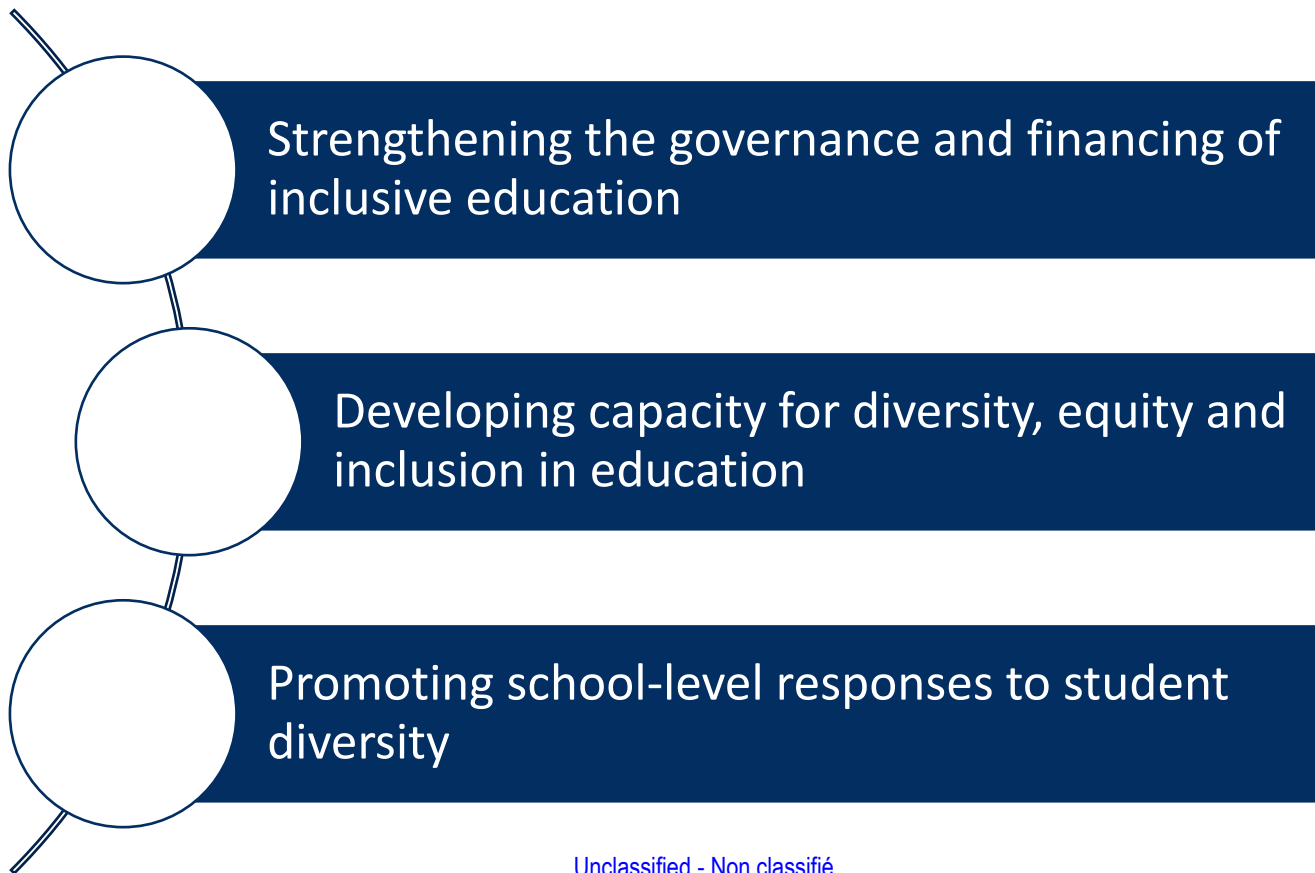 Strengthening the governance and financing of
inclusive education
Developing capacity for diversity, equity and
inclusion in education
Promoting school-level responses to student
diversity
Unclassified - Non classifié